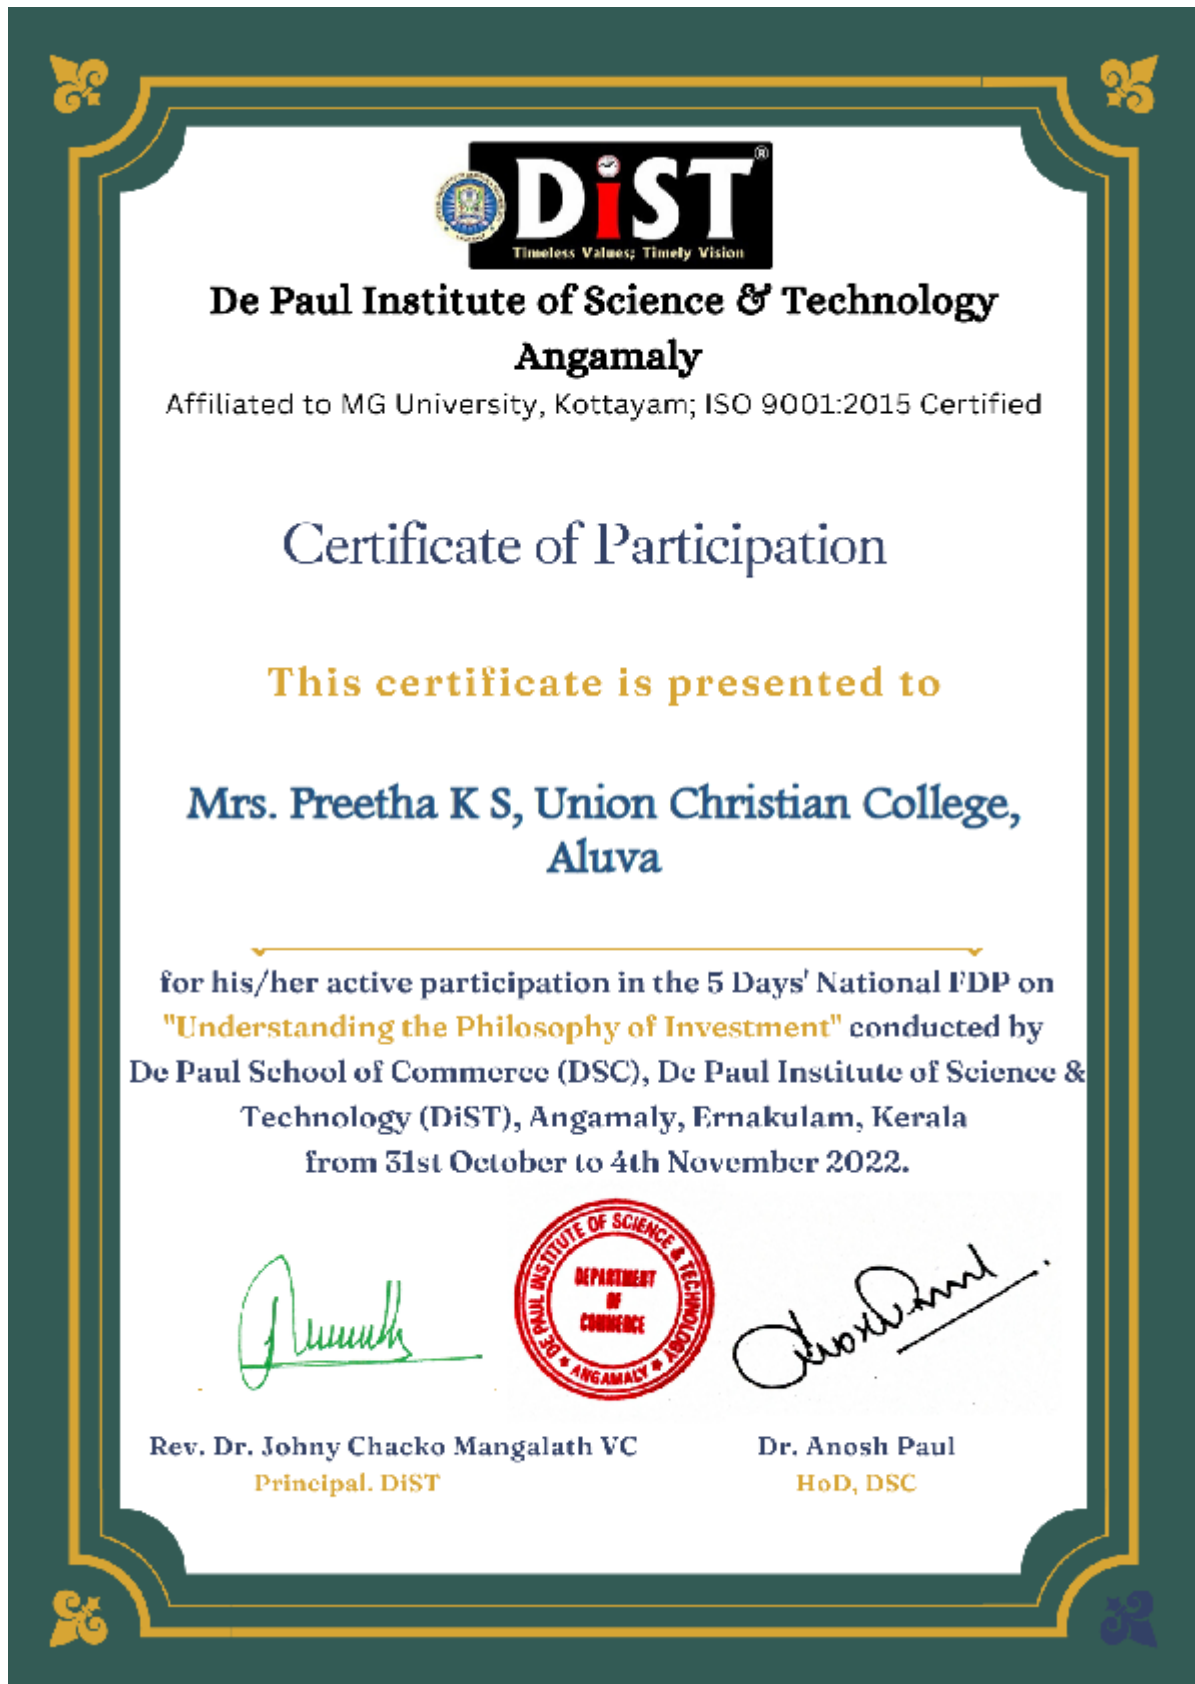 DiST®
Timeless Values; Timely Vision
De Paul Institute of Science & Technology
Angamaly
Affiliated to MG University, Kottayam; ISO 9001:2015 Certified
Certificate of Participation
This certificate is presented to
Mrs. Preetha K S, Union Christian College,
Aluva
for his/her active participation in the 5 Days' National FDP on
"Understanding the Philosophy of Investment" conducted by
De Paul School of Commerce (DSC), De Paul Institute of Science &
Technology (DiST), Angamaly, Ernakulam, Kerala
from 31st October to 4th November 2022.
DE PAUL INSTITUTE OF SCIENCE & TECHNOLOGY
ANGAMALY
DEPARTMENT
OF
COMMERCE
Rev. Dr. Johny Chacko Mangalath VC
Dr. Anosh Paul
Principal. DiST
HoD, DSC